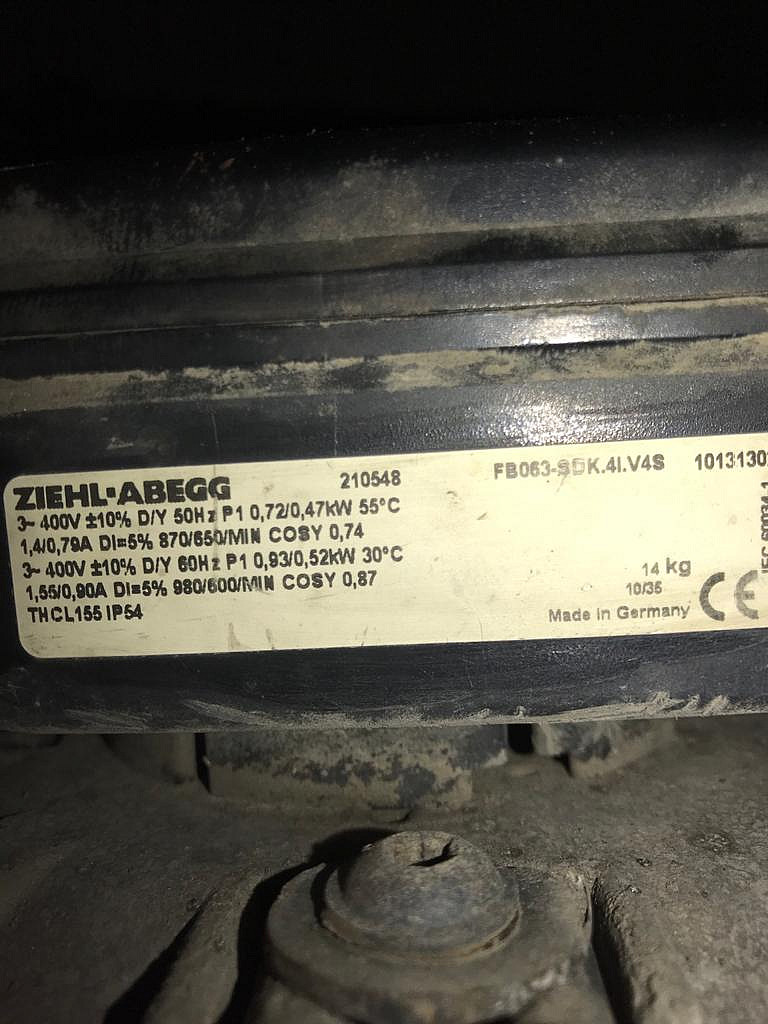 ZIEHL-ABEGG 210548 FB063-SDK.4I.V4S
3~ 400V ±10% D/Y 50Hz P1 0,72/0,47kW 55°C
1,4/0,79A DI=5% 870/650/MIN COSY 0,74
3~ 400V ±10% D/Y 60Hz P1 0,93/0,52kW 30°C
1,55/0,90A DI=5% 980/600/MIN COSY 0,87
THCL155 IP54
14 kg
10/35
Made in Germany
CE